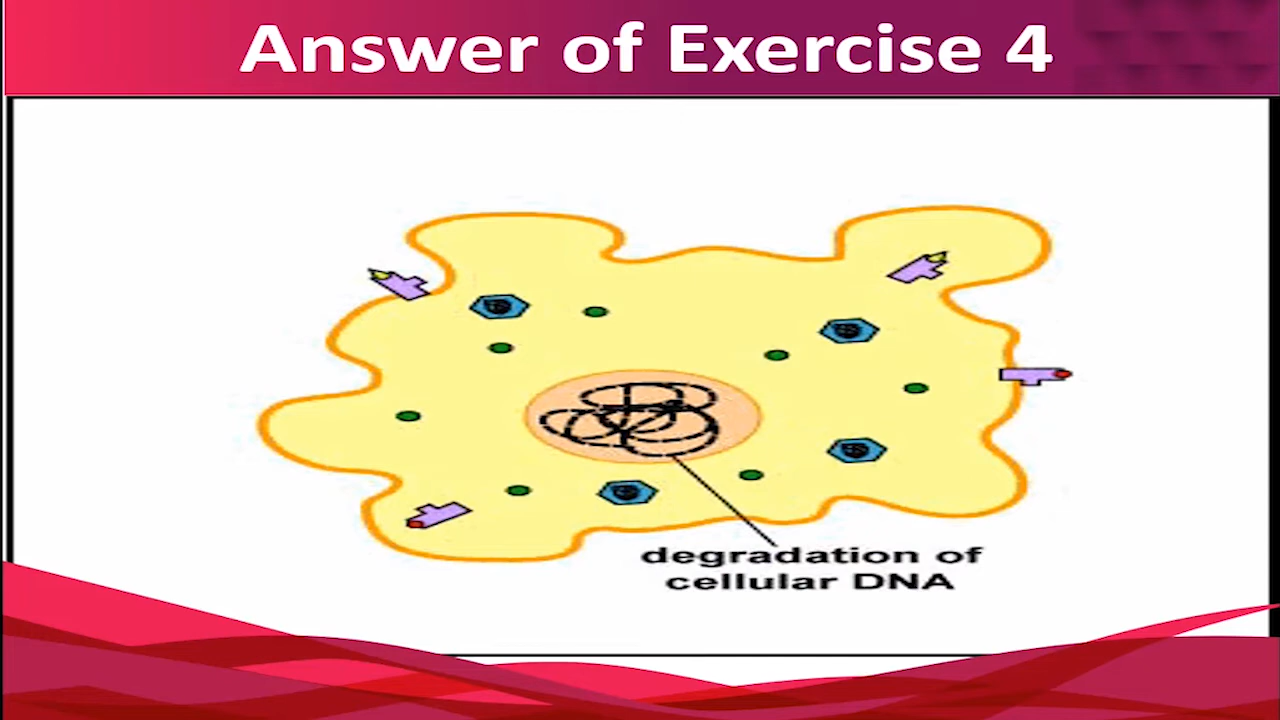 Answer of Exercise 4
degradation of
cellular DNA